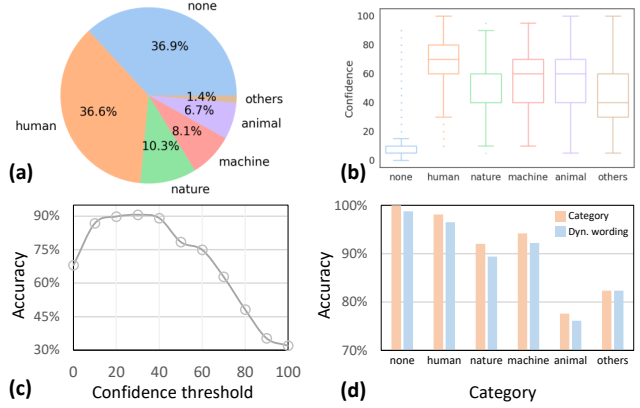 none
36.9%
others
1.4%
6.7%
animal
human
36.6%
8.1%
machine
10.3%
nature
(a)
Confidence
100
80
60
40
20
0
none human nature machine animal others
(b)
Accuracy
90%
75%
60%
45%
30%
0 20 40 60 80 100
(c)
Confidence threshold
Accuracy
100%
90%
80%
70%
Category
Dyn. wording
none human nature machine animal others
(d)
Category